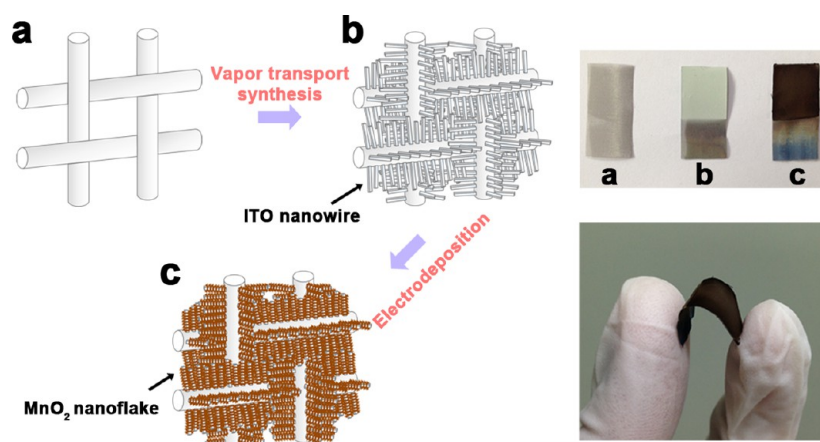 a
Vapor transport
synthesis
b
ITO nanowire
Electrodeposition
c
MnO₂ nanoflake
a
b
c